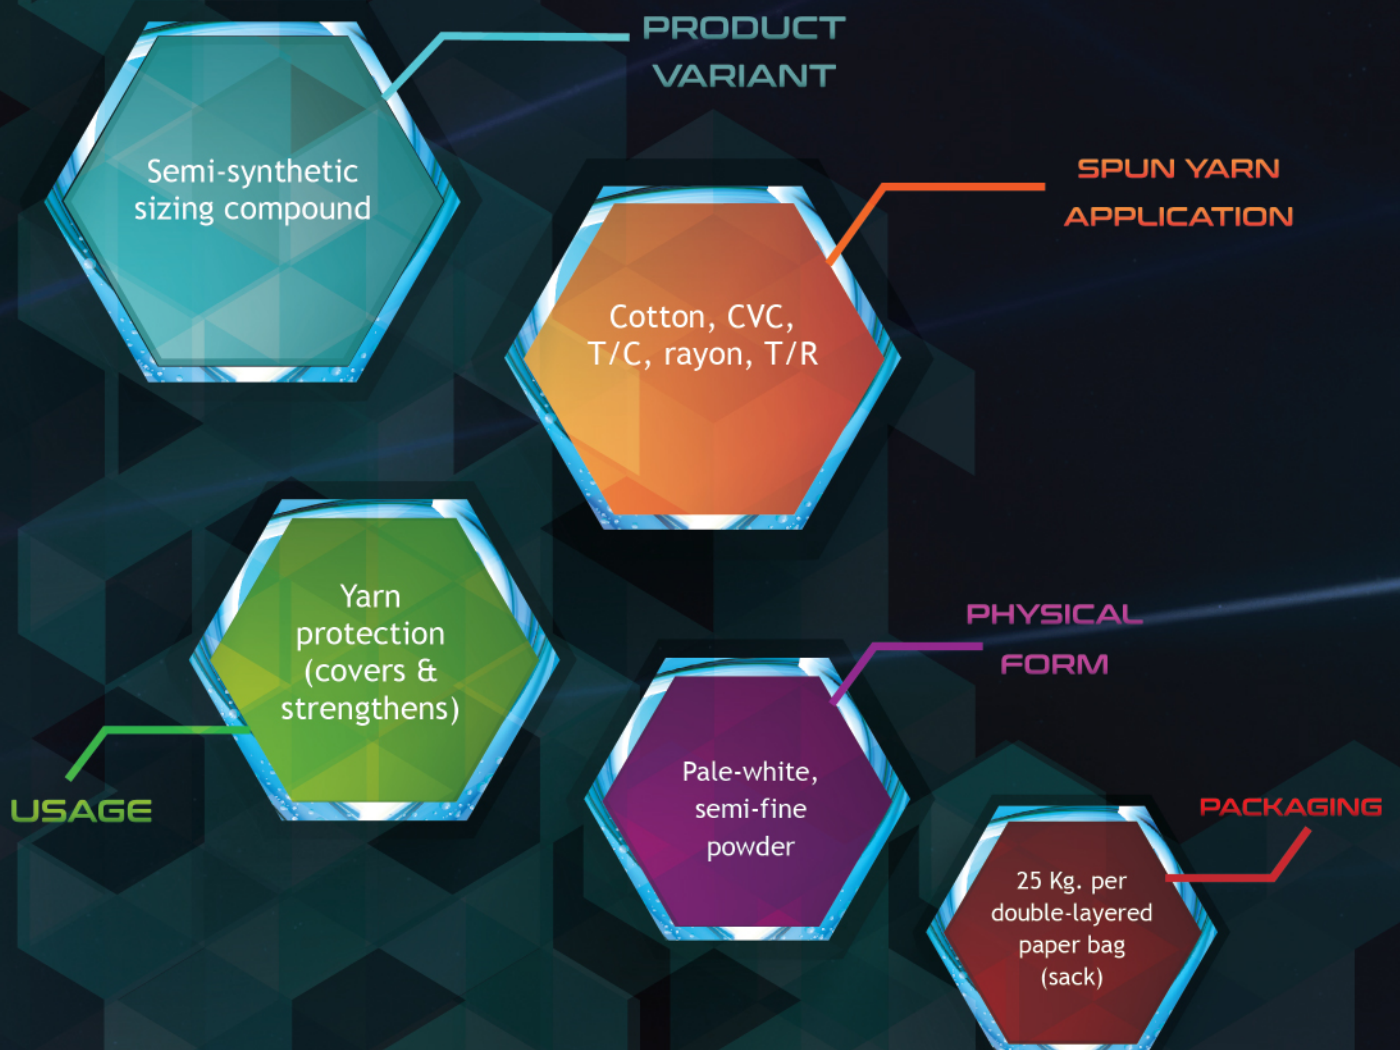 PRODUCT
VARIANT
Semi-synthetic
sizing compound
SPUN YARN
APPLICATION
Cotton, CVC,
T/C, rayon, T/R
Yarn
protection
(covers &
strengthens)
USAGE
PHYSICAL
FORM
Pale-white,
semi-fine
powder
PACKAGING
25 Kg. per
double-layered
paper bag
(sack)